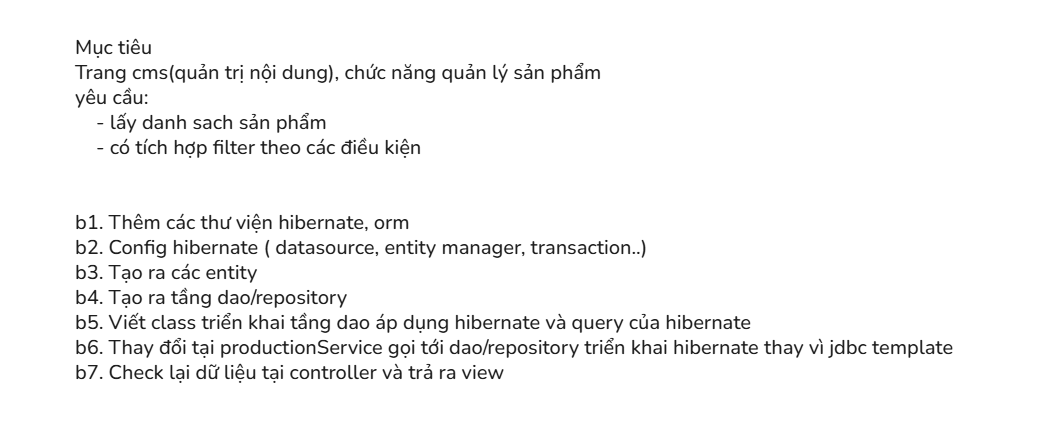 Mục tiêu
Trang cms(quản trị nội dung), chức năng quản lý sản phẩm
yêu cầu:
- lấy danh sach sản phẩm
- có tích hợp filter theo các điều kiện
b1. Thêm các thư viện hibernate, orm
b2. Config hibernate ( datasource, entity manager, transaction..)
b3. Tạo ra các entity
b4. Tạo ra tầng dao/repository
b5. Viết class triển khai tầng dao áp dụng hibernate và query của hibernate
b6. Thay đổi tại productionService gọi tới dao/repository triển khai hibernate thay vì jdbc template
b7. Check lại dữ liệu tại controller và trả ra view